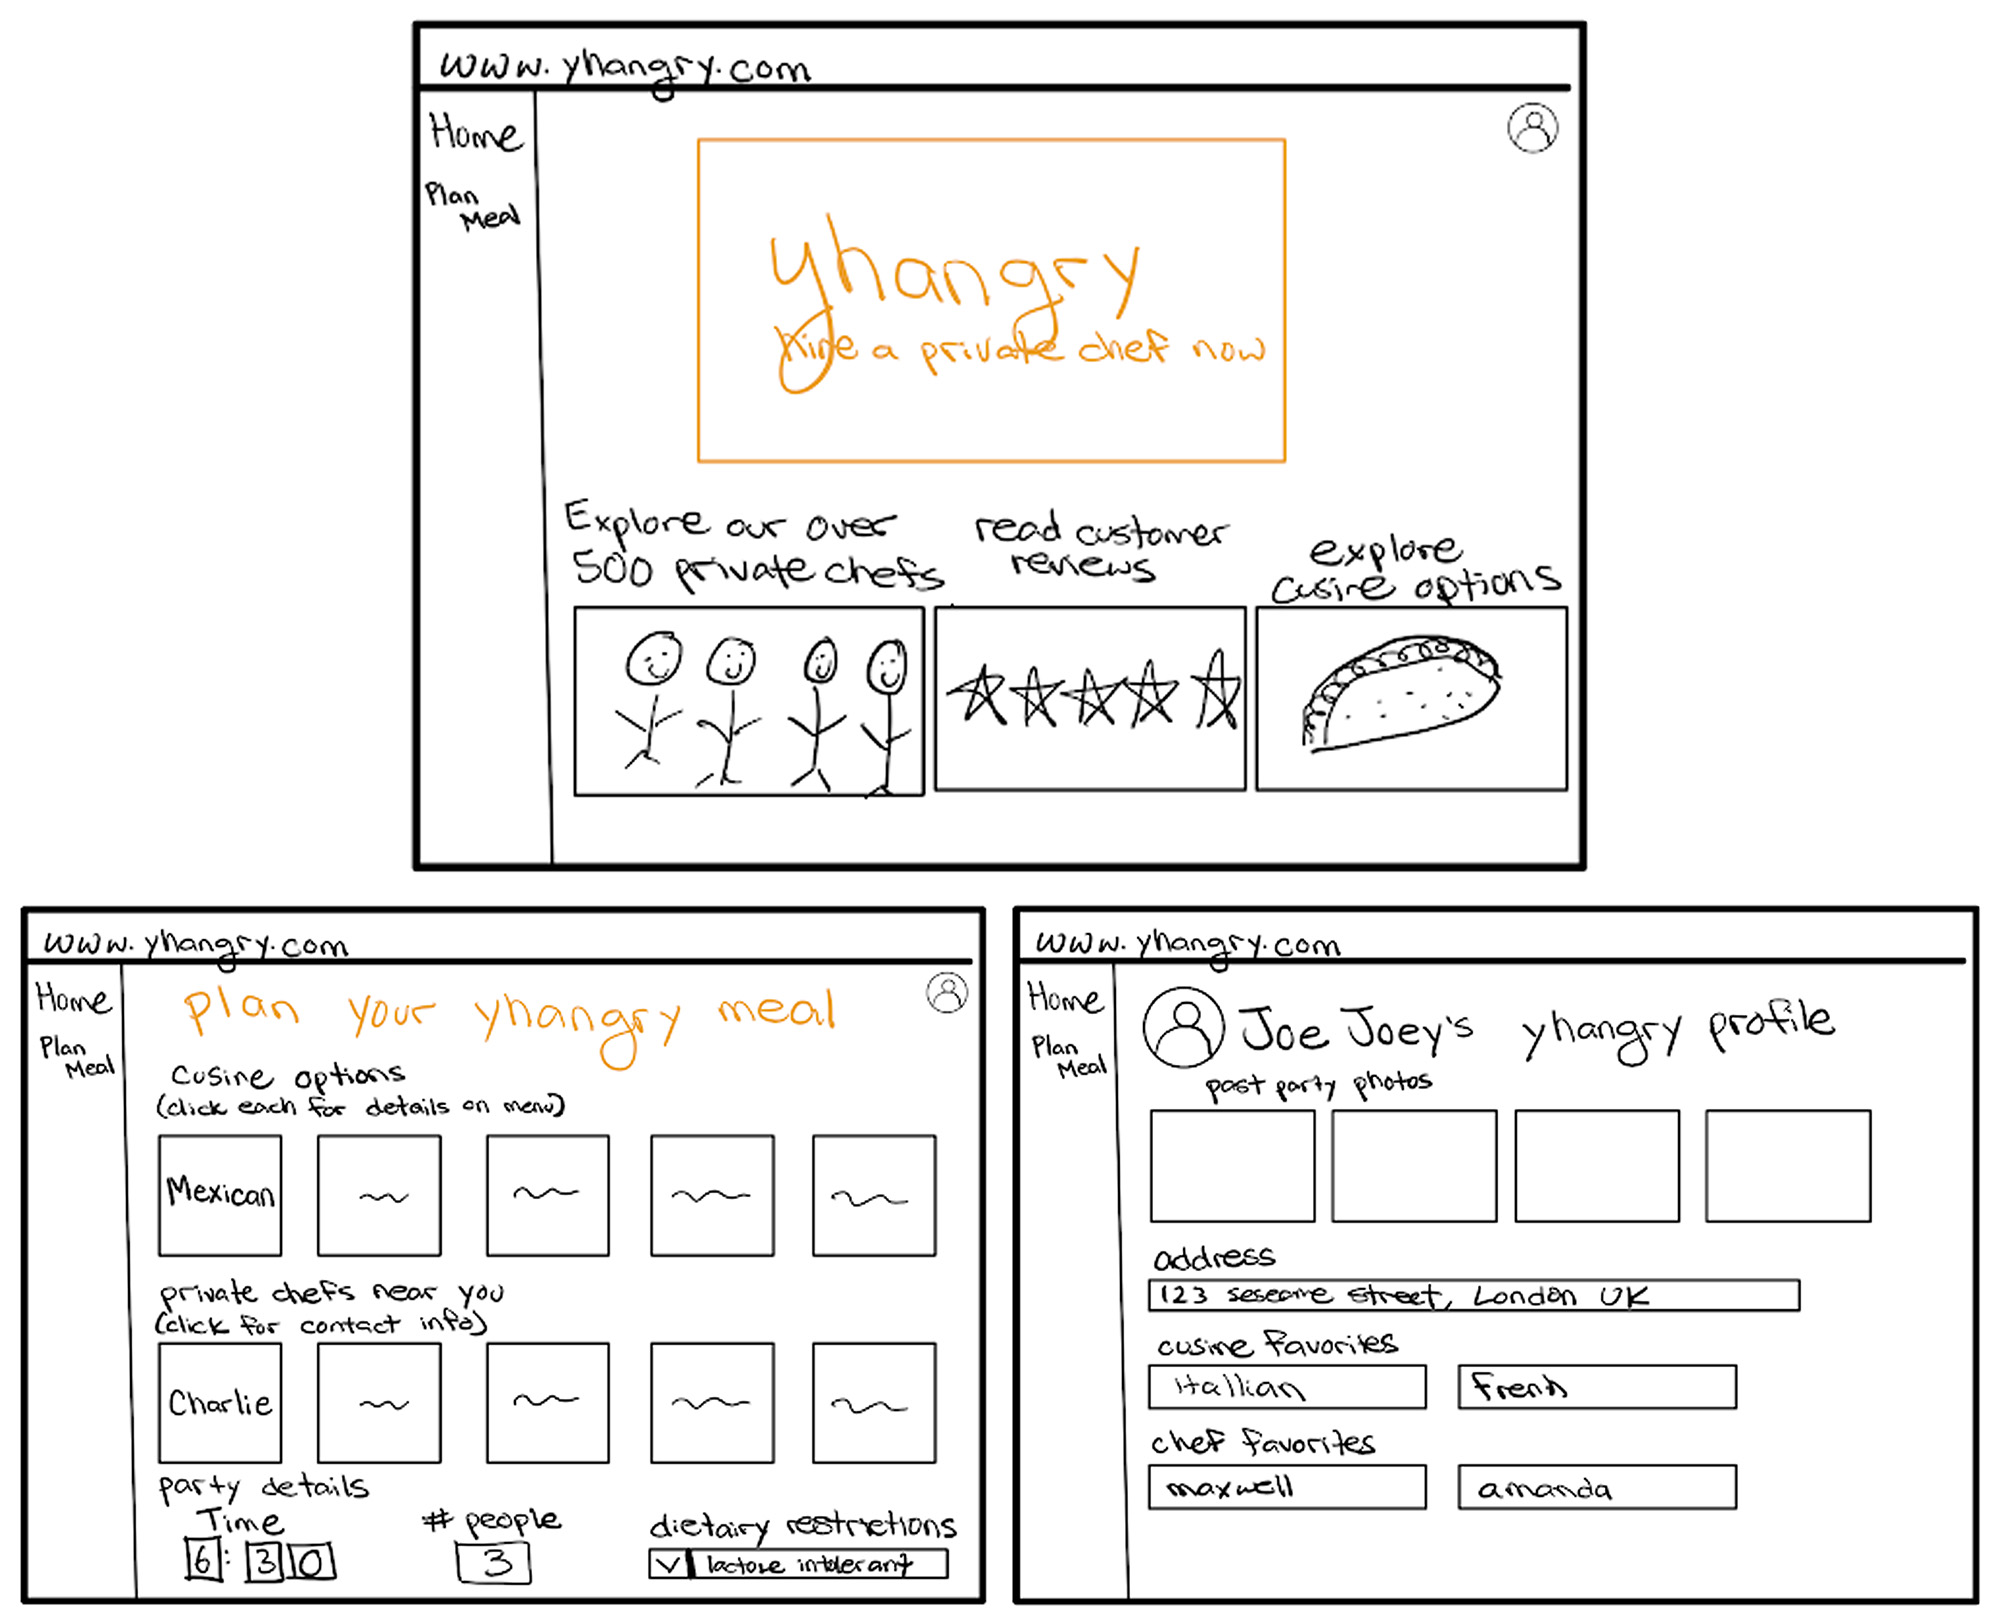 www.yhangry.com
Home
Plan
Meal
yhangry
hire a private chef now
Explore our over
500 private chefs
read customer
reviews
explore
cusine options
www.yhangry.com
Home
Plan
Meal
plan your yhangry meal
cusine options
(click each for details on menu)
Mexican
private chefs near you
(click for contact info)
Charlie
party details
Time
6:30
# people
3
dietairy restrictions
lactose intolerant
www.yhangry.com
Home
Plan
Meal
Joe Joey's yhangry profile
past party photos
address
123 seseame street, London UK
cusine favorites
itallian
frenh
chef favorites
maxwell
amanda